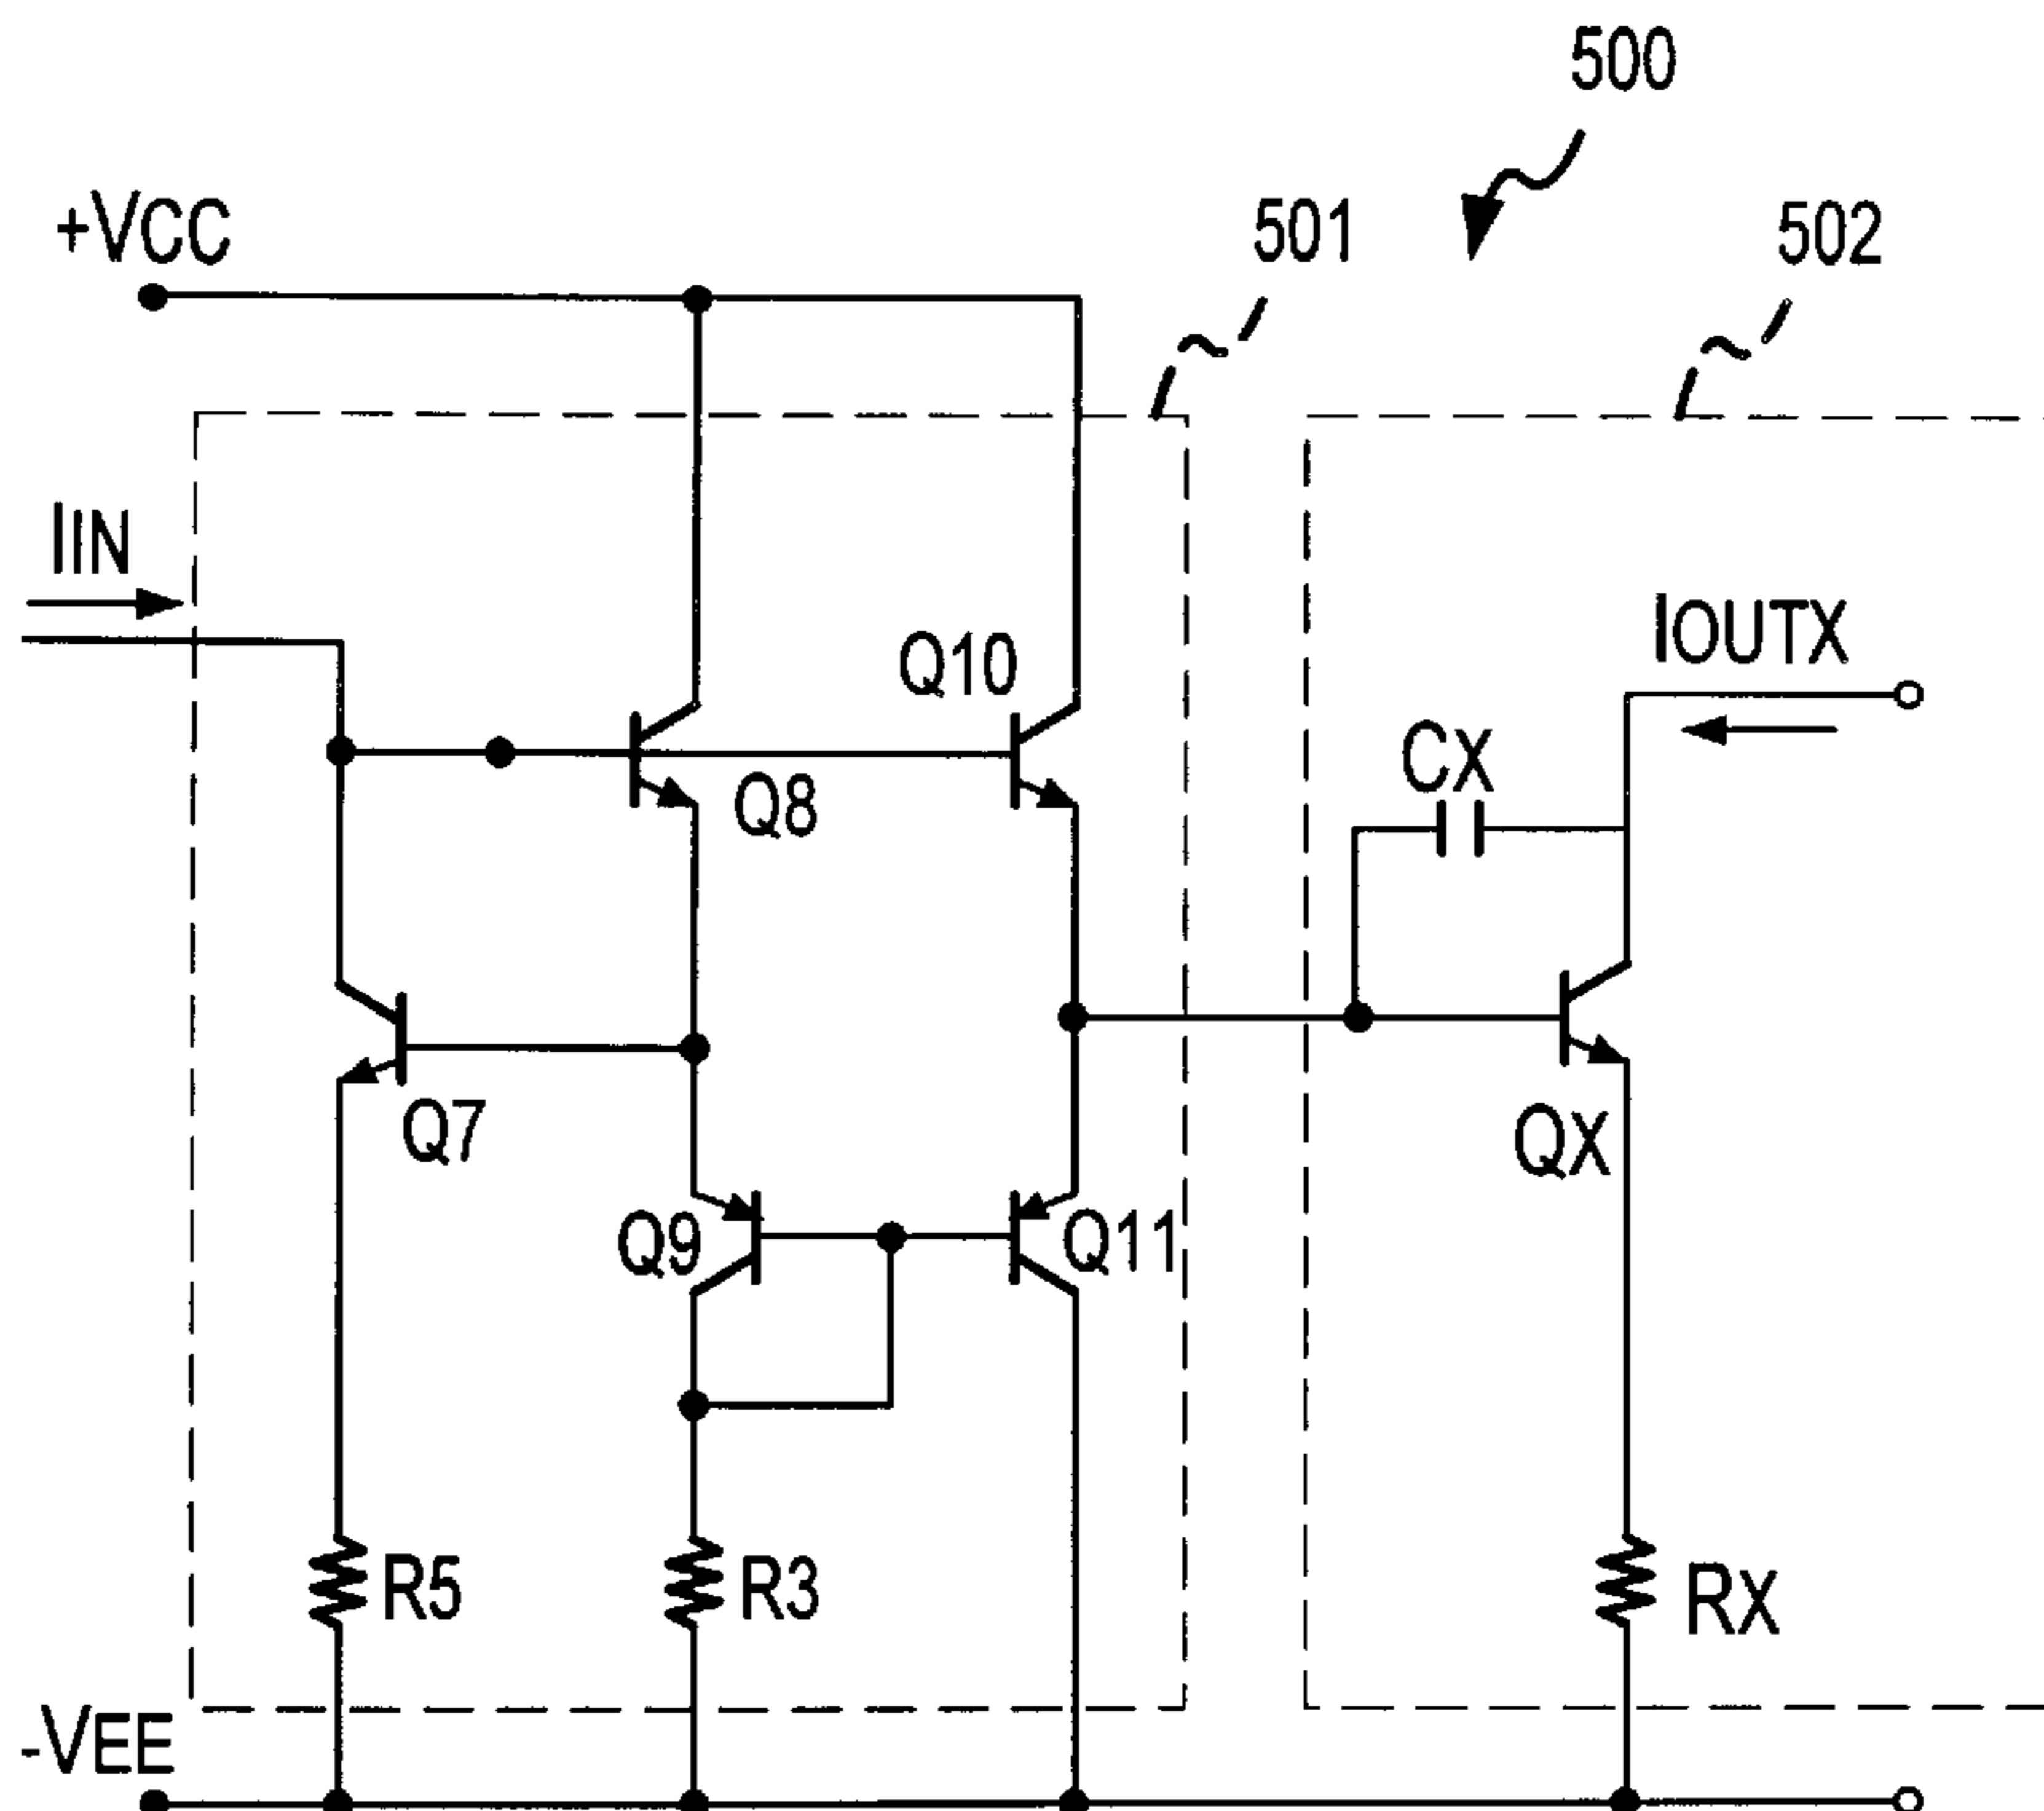 500
+VCC
501
502
IIN
Q10
IOUTX
CX
Q8
Q7
QX
Q9
Q11
R5
R3
RX
-VEE